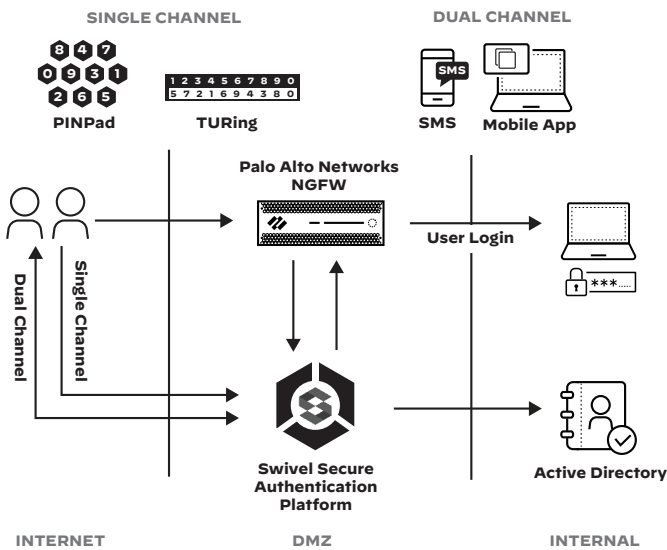 SINGLE CHANNEL
DUAL CHANNEL
8 4 7
0 9 3 1
2 6 5
PINPad
1 2 3 4 5 6 7 8 9 0
5 7 2 1 6 9 4 3 8 0
TURing
SMS
SMS
Mobile App
Palo Alto Networks
NGFW
User Login
***.....
Dual Channel
Single Channel
Swivel Secure
Authentication
Platform
Active Directory
INTERNET
DMZ
INTERNAL